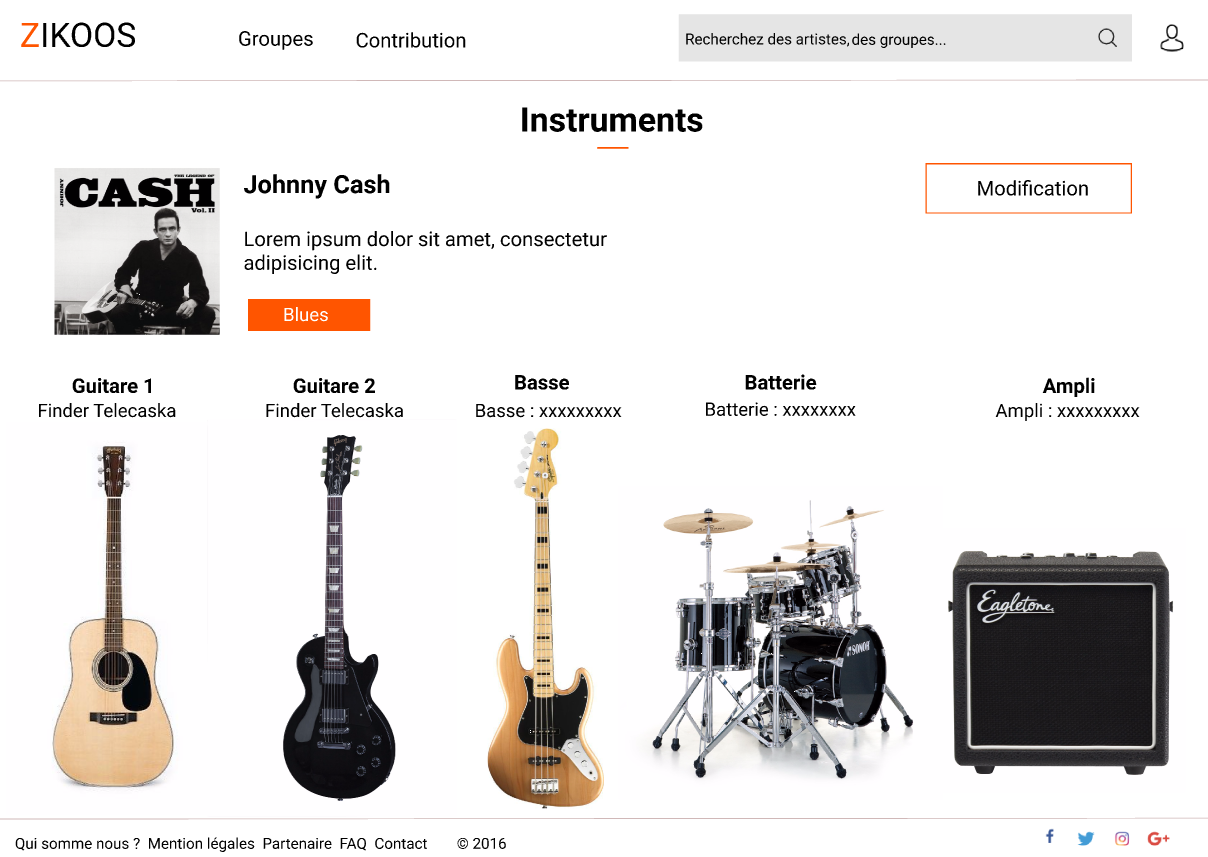 ZIKOOS
Groupes
Contribution
Recherchez des artistes, des groupes...
Instruments
JOHNNY
THE LEGEND OF
CASH
Vol. II
Johnny Cash
Modification
Lorem ipsum dolor sit amet, consectetur
adipisicing elit.
Blues
Guitare 1
Finder Telecaska
Guitare 2
Finder Telecaska
Basse
Basse : xxxxxxxxx
Batterie
Batterie : xxxxxxxx
Ampli
Ampli : xxxxxxxxx
Gibson
SONOR
Eagletone
Qui somme nous ? Mention légales Partenaire FAQ Contact © 2016
f
G+